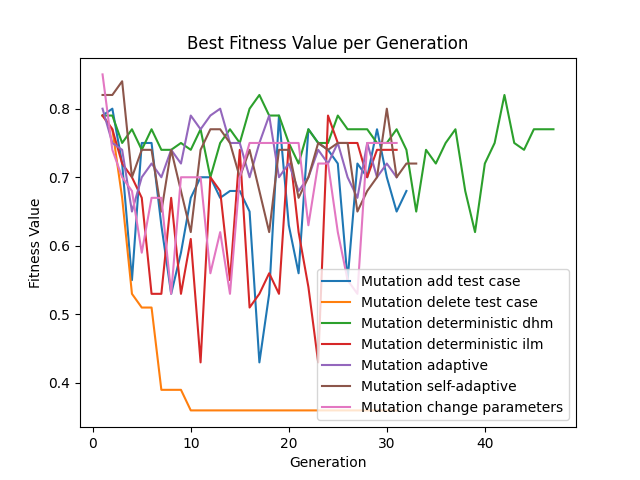 Best Fitness Value per Generation
Fitness Value
0.8
0.7
0.6
0.5
0.4
0
10
20
30
40
Generation
Mutation add test case
Mutation delete test case
Mutation deterministic dhm
Mutation deterministic ilm
Mutation adaptive
Mutation self-adaptive
Mutation change parameters